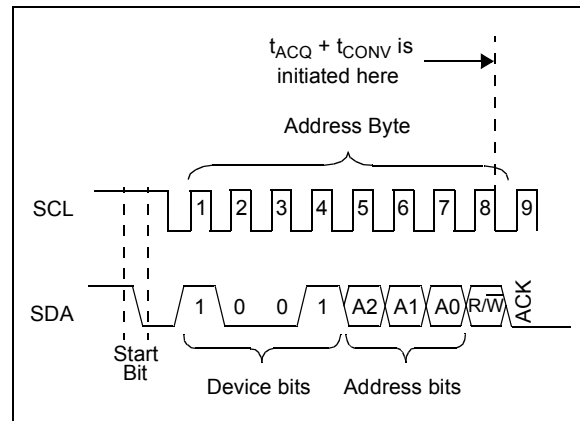 tACQ + tCONV is
initiated here
Address Byte
SCL
1 2 3 4 5 6 7 8 9
SDA
1 0 0 1 A2 A1 A0 R/W̅ ACK
Start
Bit
Device bits
Address bits